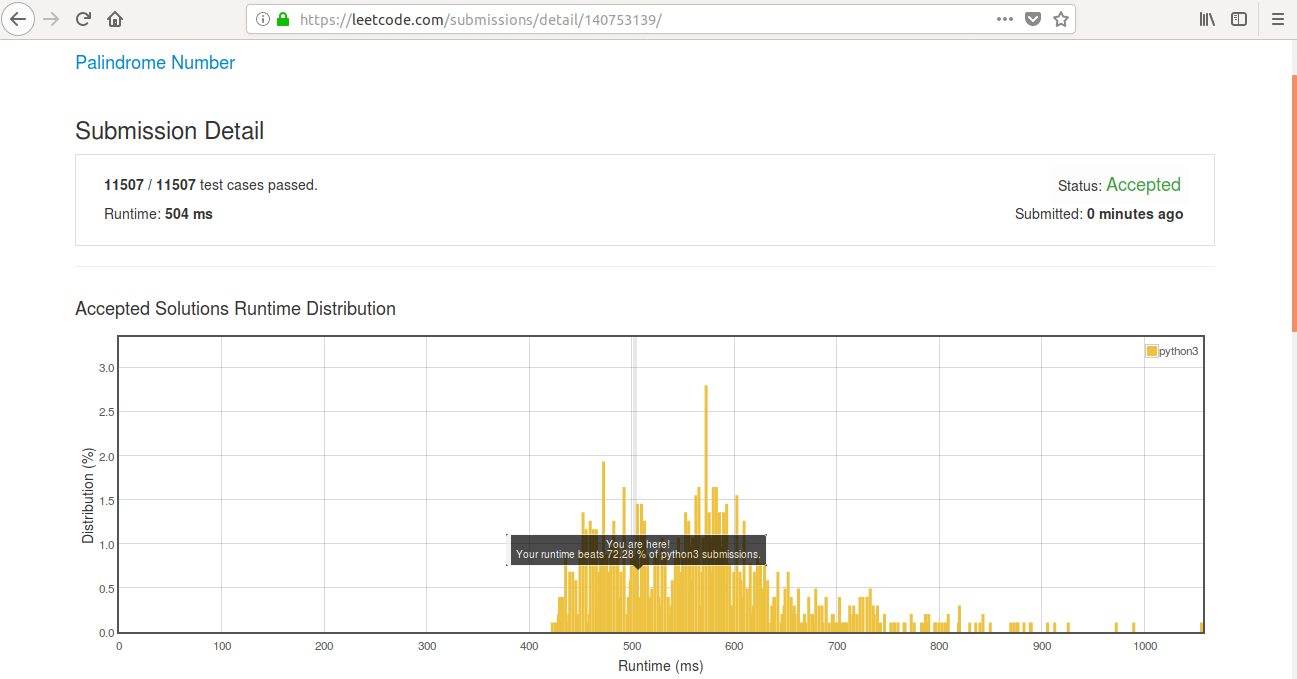 https://leetcode.com/submissions/detail/140753139/
Palindrome Number
Submission Detail
11507 / 11507 test cases passed.
Status: Accepted
Runtime: 504 ms
Submitted: 0 minutes ago
Accepted Solutions Runtime Distribution
python3
3.0
2.5
2.0
1.5
1.0
0.5
0.0
Distribution (%)
You are here!
Your runtime beats 72.28 % of python3 submissions.
0 100 200 300 400 500 600 700 800 900 1000
Runtime (ms)